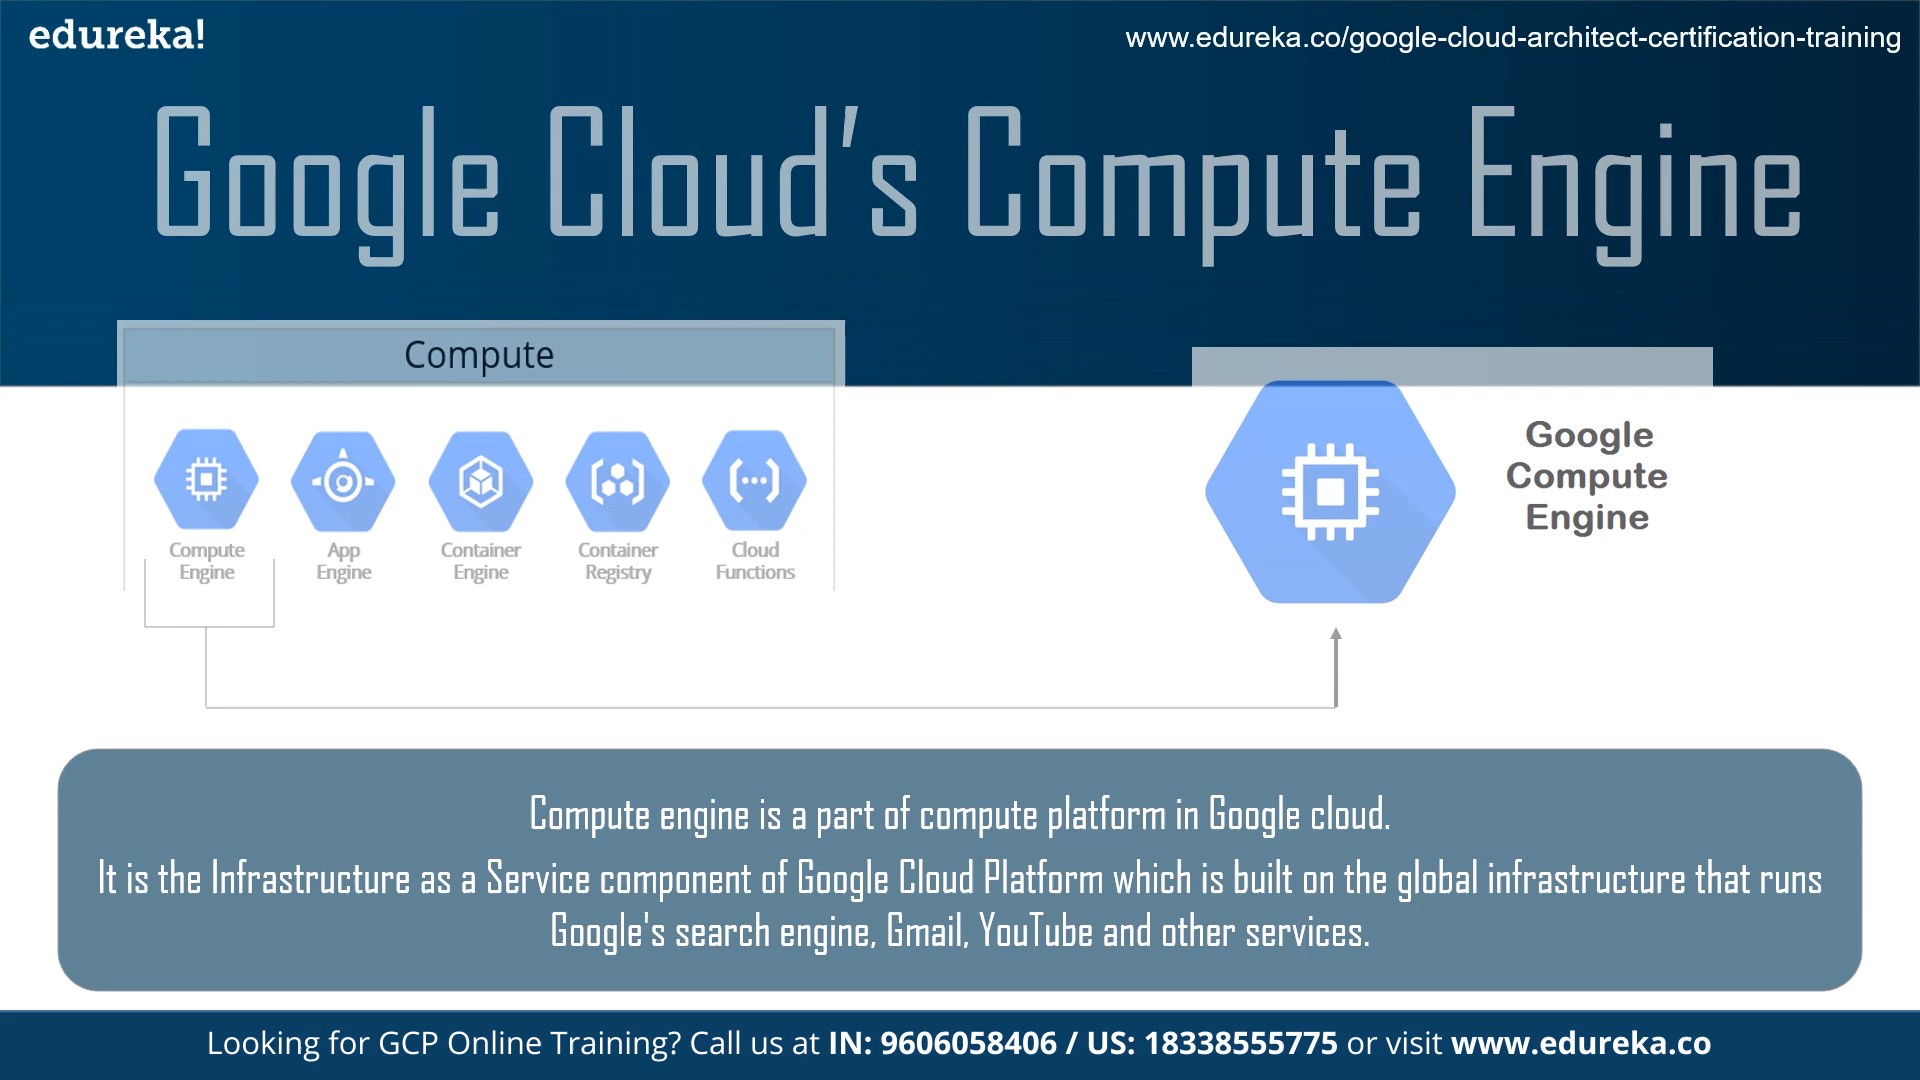 edureka!
www.edureka.co/google-cloud-architect-certification-training
Google Cloud’s Compute Engine
Compute
Compute
Engine
App
Engine
Container
Engine
Container
Registry
Cloud
Functions
Google
Compute
Engine
Compute engine is a part of compute platform in Google cloud.
It is the Infrastructure as a Service component of Google Cloud Platform which is built on the global infrastructure that runs
Google's search engine, Gmail, YouTube and other services.
Looking for GCP Online Training? Call us at IN: 9606058406 / US: 18338555775 or visit www.edureka.co